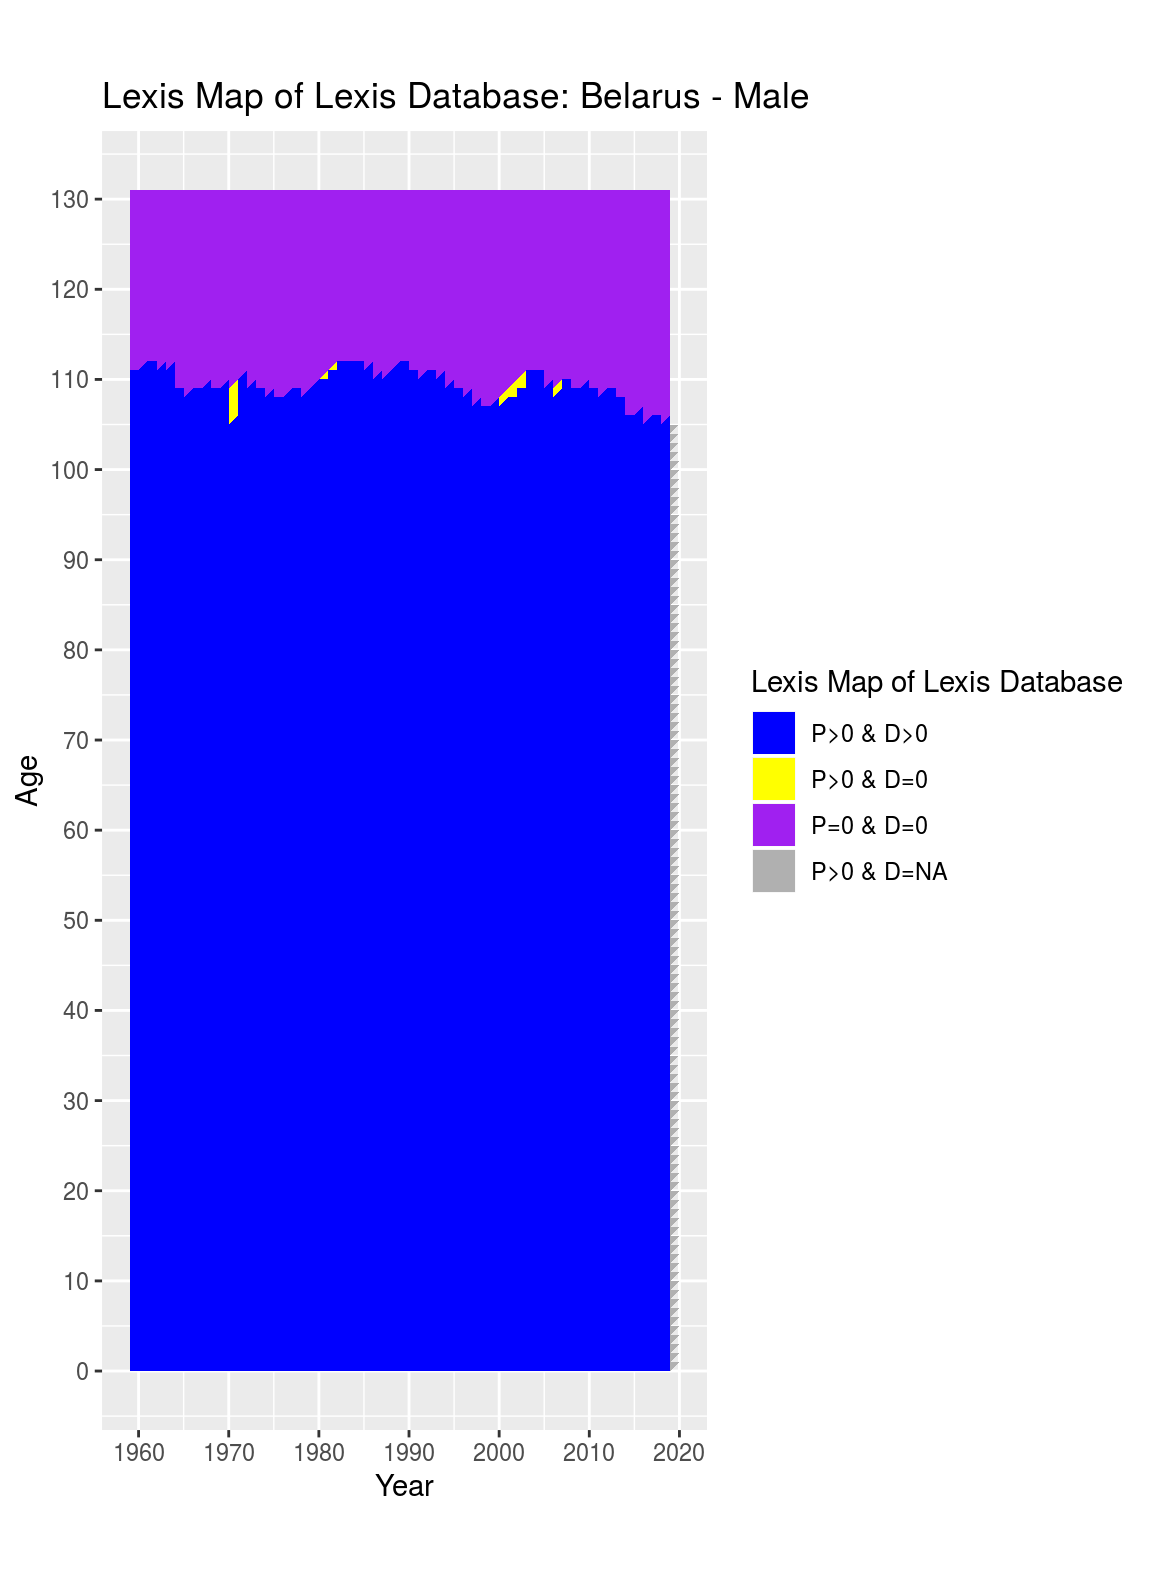 Lexis Map of Lexis Database: Belarus - Male
130
120
110
100
90
80
70
60
50
40
30
20
10
0
Age
1960 1970 1980 1990 2000 2010 2020
Year
Lexis Map of Lexis Database
P>0 & D>0
P>0 & D=0
P=0 & D=0
P>0 & D=NA